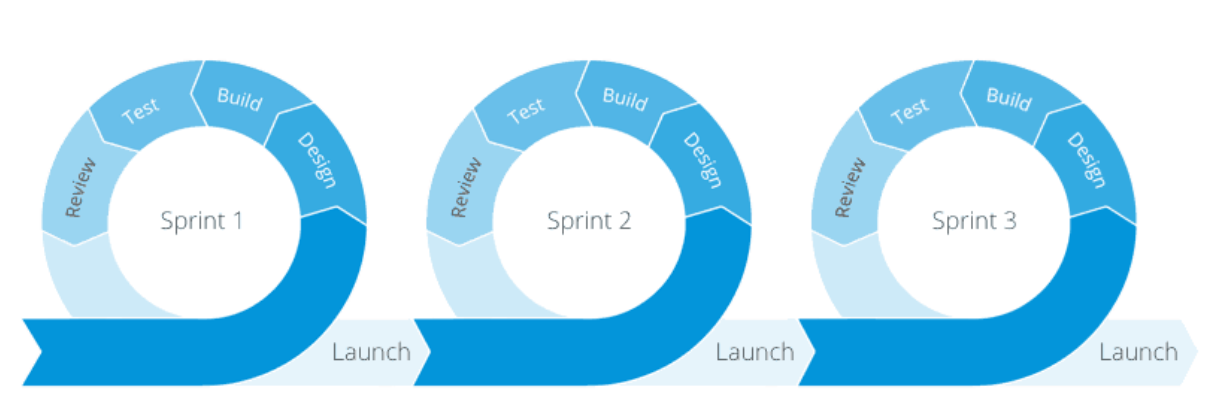 Test
Build
Design
Review
Sprint 1
Launch
Test
Build
Design
Review
Sprint 2
Launch
Test
Build
Design
Review
Sprint 3
Launch